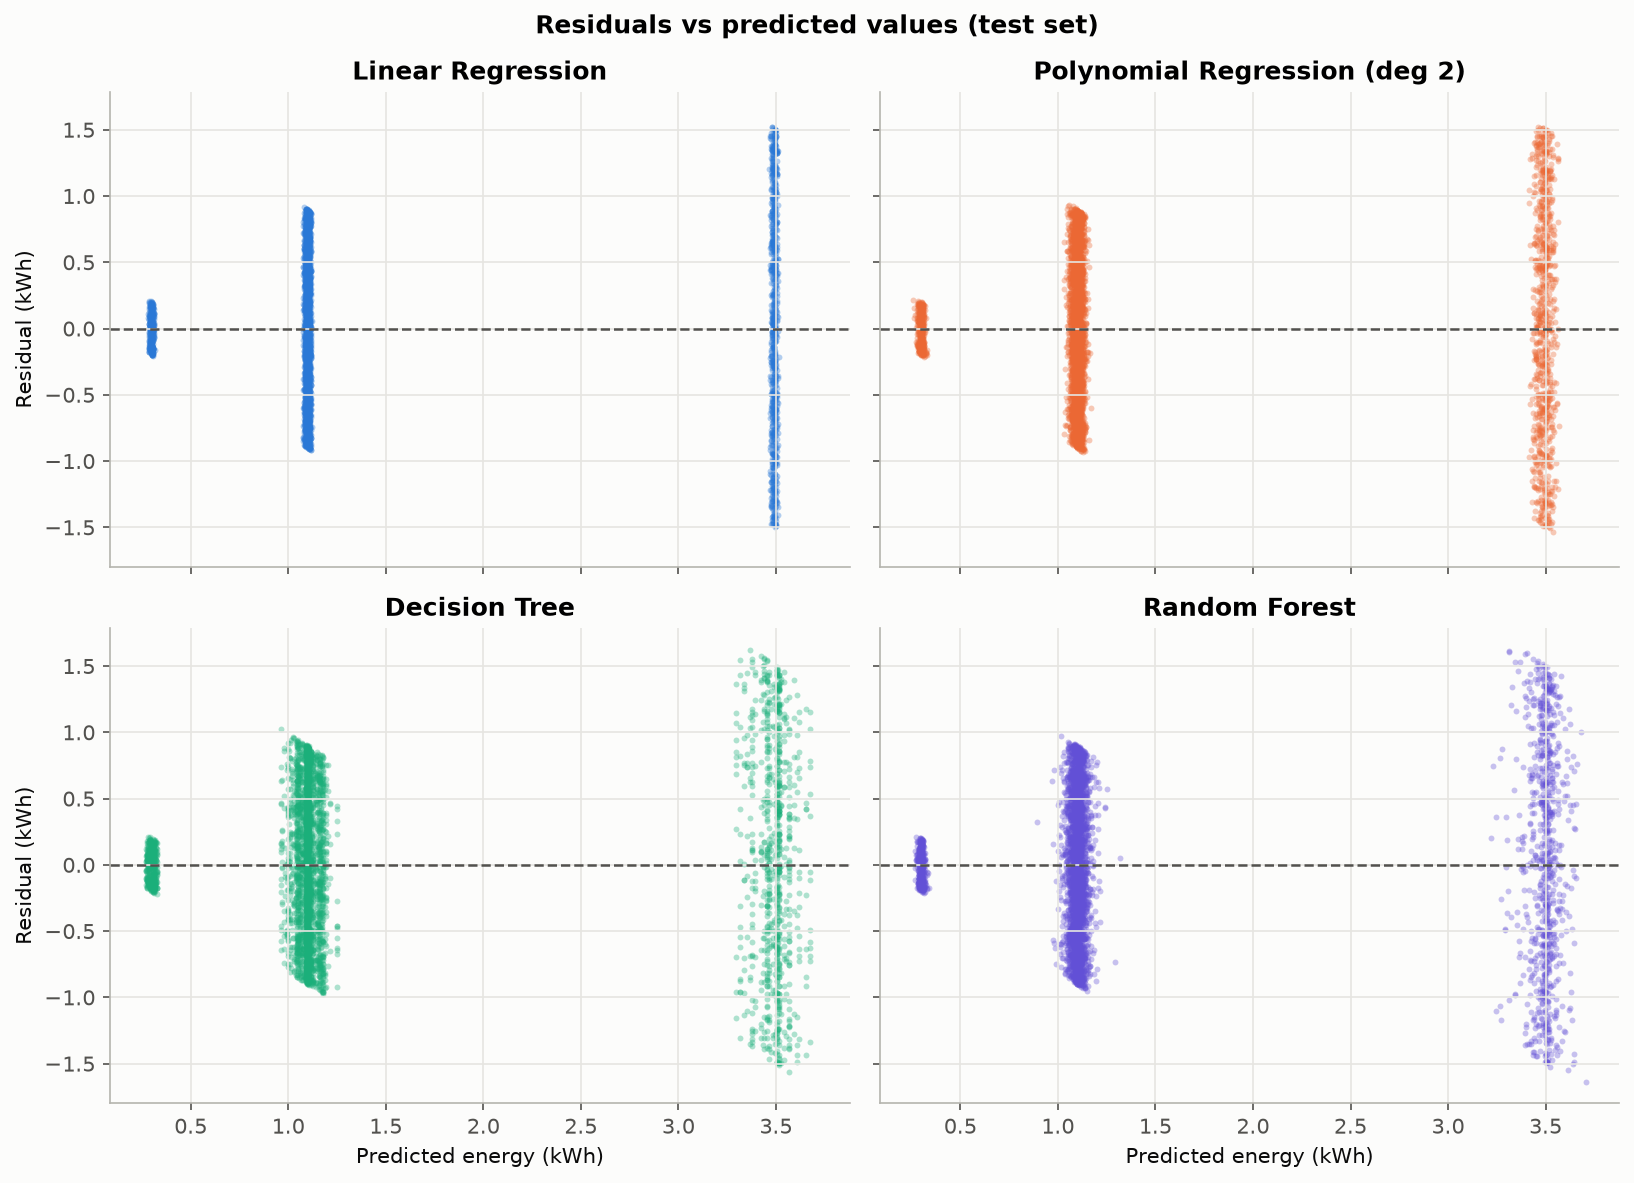 Residuals vs predicted values (test set)
Linear Regression
Polynomial Regression (deg 2)
Residual (kWh)
1.5
1.0
0.5
0.0
−0.5
−1.0
−1.5
Decision Tree
Random Forest
Residual (kWh)
1.5
1.0
0.5
0.0
−0.5
−1.0
−1.5
0.5 1.0 1.5 2.0 2.5 3.0 3.5
0.5 1.0 1.5 2.0 2.5 3.0 3.5
Predicted energy (kWh)
Predicted energy (kWh)